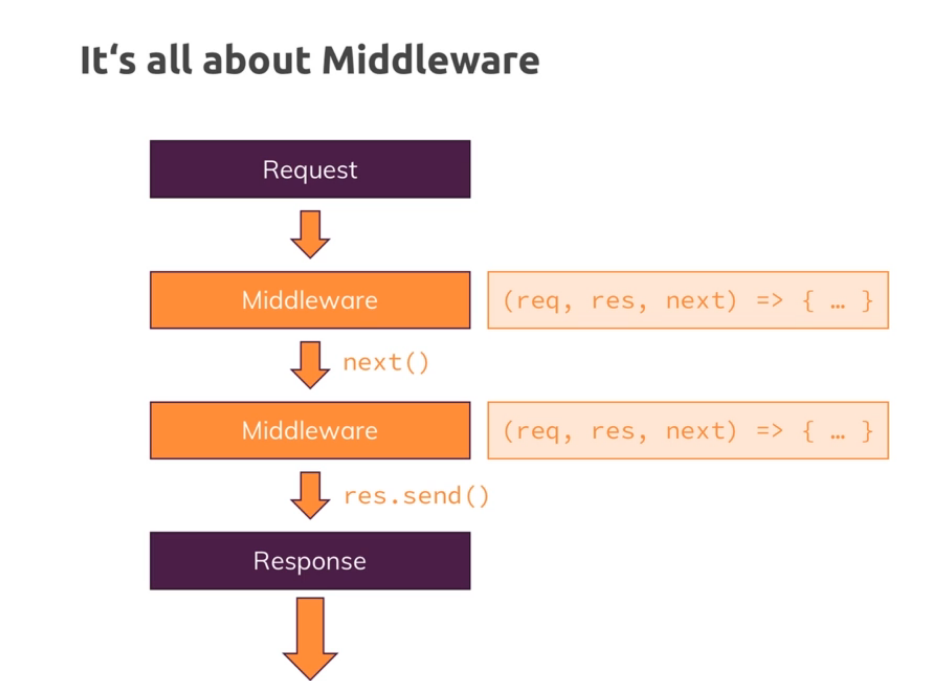 It‘s all about Middleware
Request
Middleware
(req, res, next) => { … }
next()
Middleware
(req, res, next) => { … }
res.send()
Response